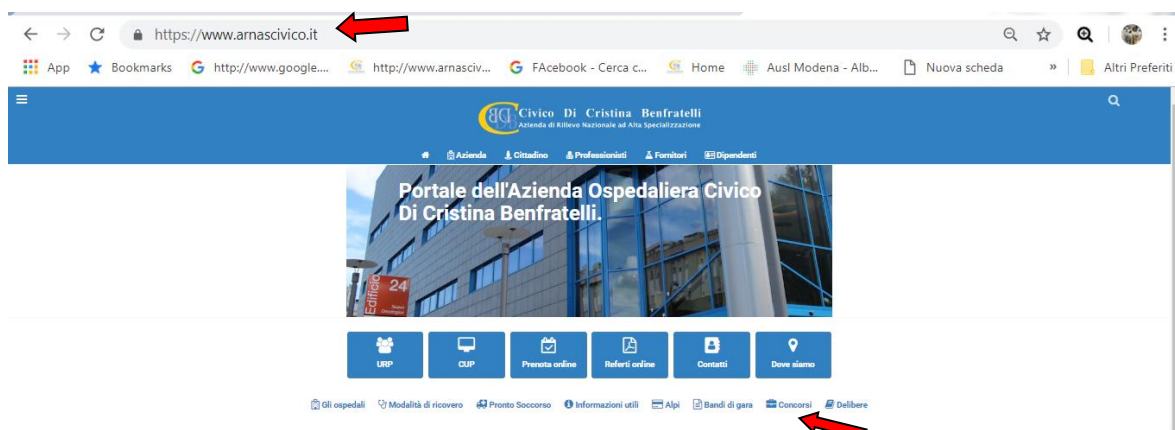 https://www.arnascivico.it
App Bookmarks http://www.google.... http://www.arnasciv... FAcebook - Cerca c... Home Ausl Modena - Alb... Nuova scheda » Altri Preferiti
Civico Di Cristina Benfratelli
Azienda di Rilievo Nazionale ad Alta Specializzazione
Azienda Cittadino Professionisti Fornitori Dipendenti
Portale dell'Azienda Ospedaliera Civico
Di Cristina Benfratelli.
Edificio 24
URP CUP Prenota online Referti online Contatti Dove siamo
Gli ospedali Modalità di ricovero Pronto Soccorso Informazioni utili Alpi Bandi di gara Concorsi Delibere